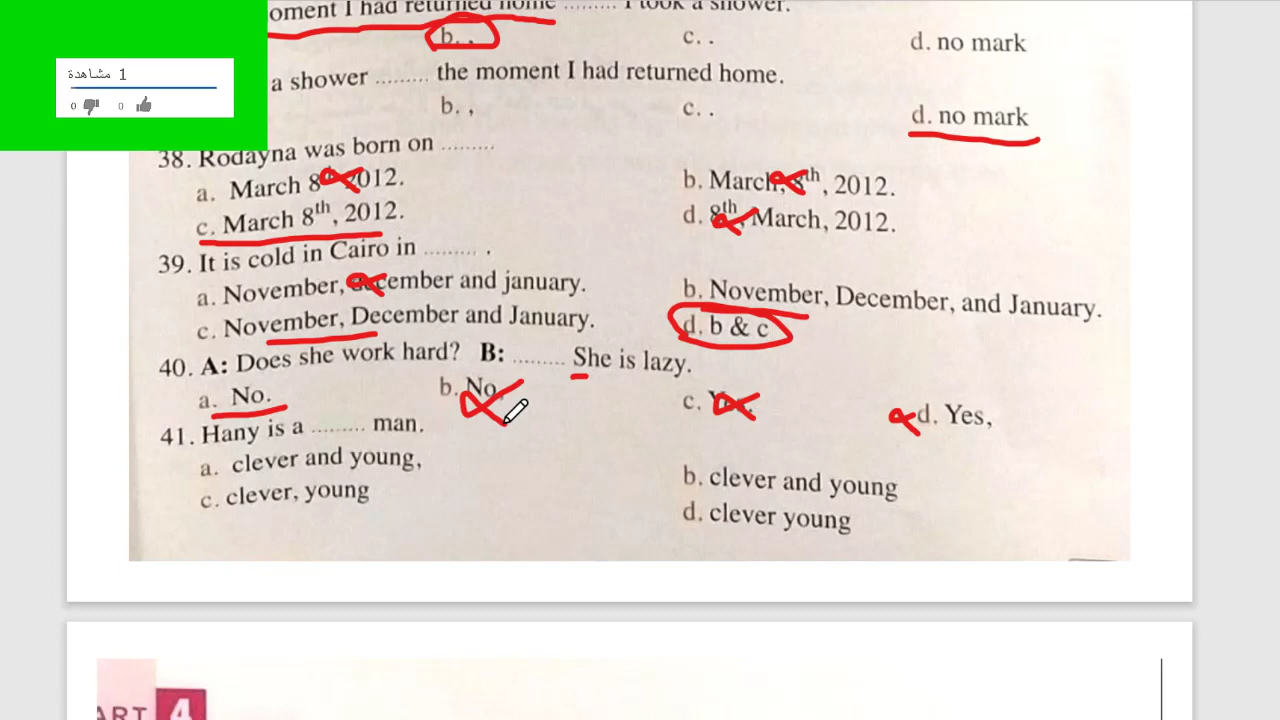 1 مشاهدة
0 0
oment I had returned home ......... I took a shower.
b. , c. . d. no mark
a shower ......... the moment I had returned home.
b. , c. . d. no mark
38. Rodayna was born on .........
a. March 8 2012. b. March, 8th, 2012.
c. March 8th, 2012. d. 8th, March, 2012.
39. It is cold in Cairo in ......... .
a. November, december and january. b. November, December, and January.
c. November, December and January. d. b & c
40. A: Does she work hard? B: ......... She is lazy.
a. No. b. No, c. Yes. d. Yes,
41. Hany is a ......... man.
a. clever and young, b. clever and young
c. clever, young d. clever young
ART 4